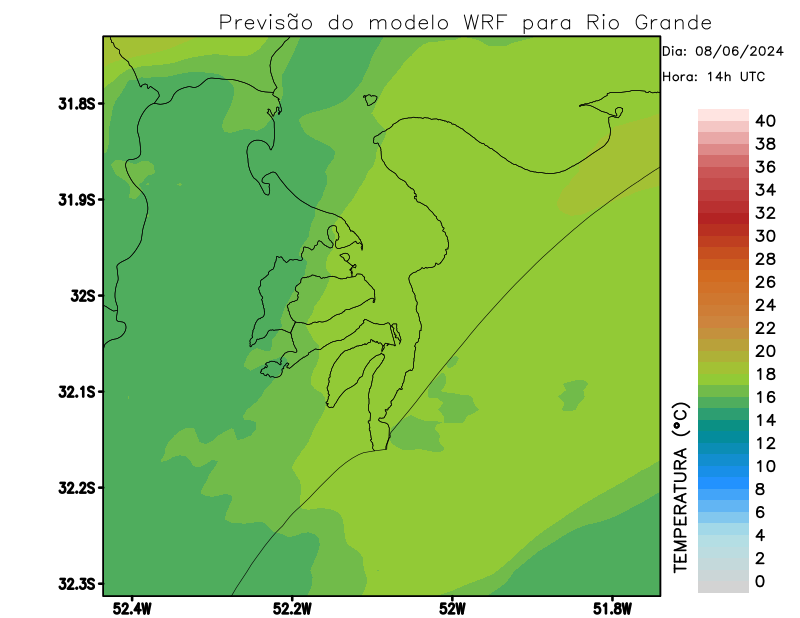 Previsão do modelo WRF para Rio Grande
Dia: 08/06/2024
Hora: 14h UTC
31.8S
31.9S
32S
32.1S
32.2S
32.3S
52.4W
52.2W
52W
51.8W
TEMPERATURA (°C)
40
38
36
34
32
30
28
26
24
22
20
18
16
14
12
10
8
6
4
2
0